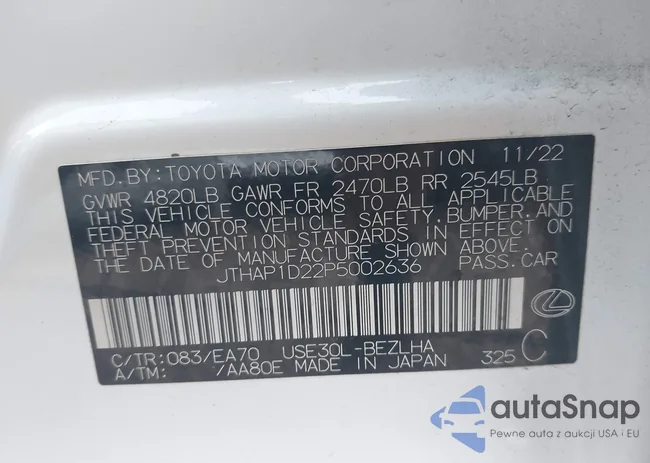 MFD.BY:TOYOTA MOTOR CORPORATION 11/22
GVWR 4820LB GAWR FR 2470LB RR 2545LB
THIS VEHICLE CONFORMS TO ALL APPLICABLE
FEDERAL MOTOR VEHICLE SAFETY,BUMPER,AND
THEFT PREVENTION STANDARDS IN EFFECT ON
THE DATE OF MANUFACTURE SHOWN ABOVE.
JTHAP1D22P5002636 PASS.CAR
C/TR:083/EA70 USE30L-BEZLHA
A/TM: /AA80E MADE IN JAPAN 325 C
autaSnap
Pewne auta z aukcji USA i EU